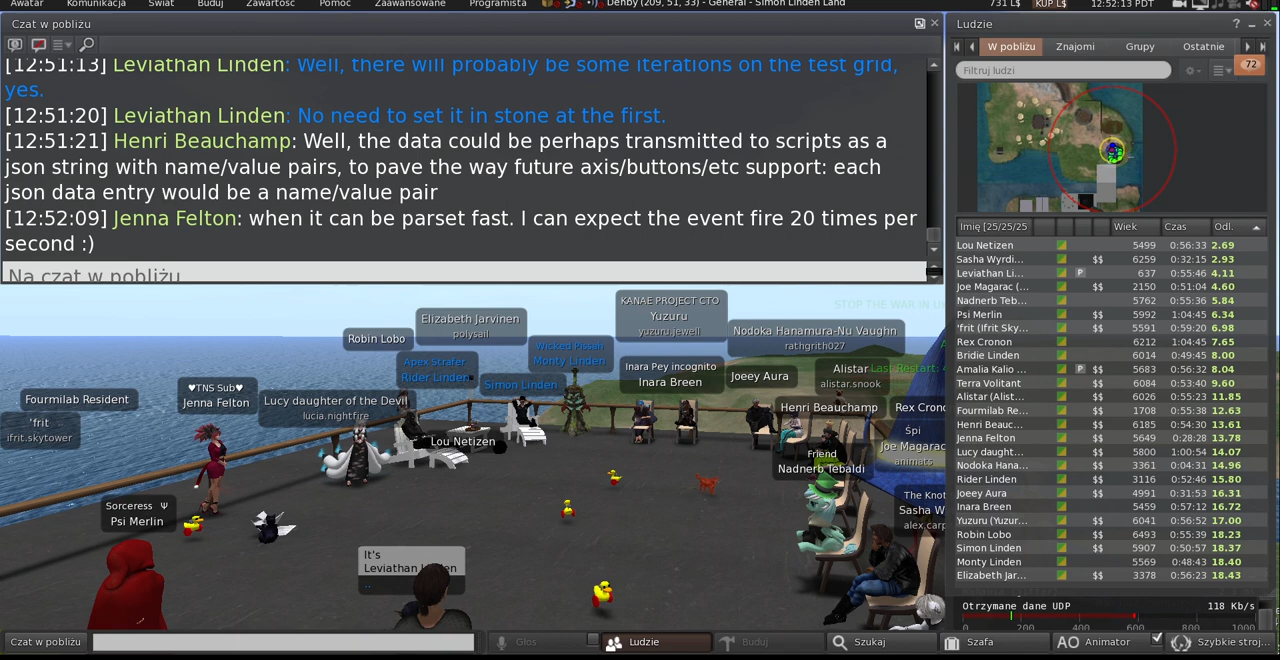 Awatar Komunikacja Świat Buduj Zawartość Pomoc Zaawansowane Programista Denby (209, 51, 33) - General - Simon Linden Land 731 L$ KUP L$ 12:52:13 PDT
Czat w pobliżu
[12:51:13] Leviathan Linden: Well, there will probably be some iterations on the test grid,
yes.
[12:51:20] Leviathan Linden: No need to set it in stone at the first.
[12:51:21] Henri Beauchamp: Well, the data could be perhaps transmitted to scripts as a
json string with name/value pairs, to pave the way future axis/buttons/etc support: each
json data entry would be a name/value pair
[12:52:09] Jenna Felton: when it can be parset fast. I can expect the event fire 20 times per
second :)
Na czat w pobliżu
STOP THE WAR IN
KANAE PROJECT CTO
Yuzuru
yuzuru.jewell
Elizabeth Jarvinen
polysail
Robin Lobo
Nodoka Hanamura-Nu Vaughn
rathgrith027
Wicked Pissah
Monty Linden
Apex Strafer
Rider Linden
Simon Linden
Inara Pey incognito
Inara Breen
Joeey Aura
Alistar
alistar.snook
Last Restart: 4
♥TNS Sub♥
Jenna Felton
Fourmilab Resident
Lucy daughter of the Devil
lucia.nightfire
Henri Beauchamp
Rex Cron
'frit
ifrit.skytower
Lou Netizen
Śpi
Joe Magarac
animats
Friend
Nadnerb Tebaldi
The Knot
Sasha W
alex.carp
Sorceress Ψ
Psi Merlin
It's
Leviathan Linden
Ludzie
W pobliżu Znajomi Grupy Ostatnie
Filtruj ludzi
72
Imię [25/25/25 Wiek Czas Odl.
Lou Netizen 5499 0:56:33 2.69
Sasha Wyrdi... $$ 6259 0:32:15 2.93
Leviathan Li... P 637 0:55:46 4.11
Joe Magarac (... $$ 2150 0:51:04 4.60
Nadnerb Teb... 5762 0:55:36 5.84
Psi Merlin $$ 5992 1:04:45 6.34
'frit (Ifrit Sky... $$ 5591 0:59:20 6.98
Rex Cronon $$ 6212 1:04:45 7.65
Bridie Linden 6014 0:49:45 8.00
Amalia Kalio ... P $$ 5683 0:56:32 8.04
Terra Volitant $$ 6084 0:53:40 9.60
Alistar (Alist... $$ 6026 0:55:23 11.85
Fourmilab Re... $$ 1708 0:55:38 12.63
Henri Beauc... $$ 6185 0:54:30 13.61
Jenna Felton $$ 5649 0:28:28 13.78
Lucy daught... $$ 5800 1:00:54 14.07
Nodoka Hana... $$ 3361 0:04:31 14.96
Rider Linden $$ 3116 0:52:46 15.80
Joeey Aura $$ 4991 0:31:53 16.31
Inara Breen 5459 0:57:12 16.72
Yuzuru (Yuzur... $$ 6041 0:56:52 17.00
Robin Lobo $$ 6493 0:55:39 18.23
Simon Linden $$ 5907 0:50:57 18.37
Monty Linden 5569 0:48:43 18.40
Elizabeth Jar... $$ 3378 0:56:23 18.43
Otrzymane dane UDP 118 Kb/s
0 200 400 600 800 1000
Czat w pobliżu Głos Ludzie Buduj Szukaj Szafa AO Animator Szybkie stroj...